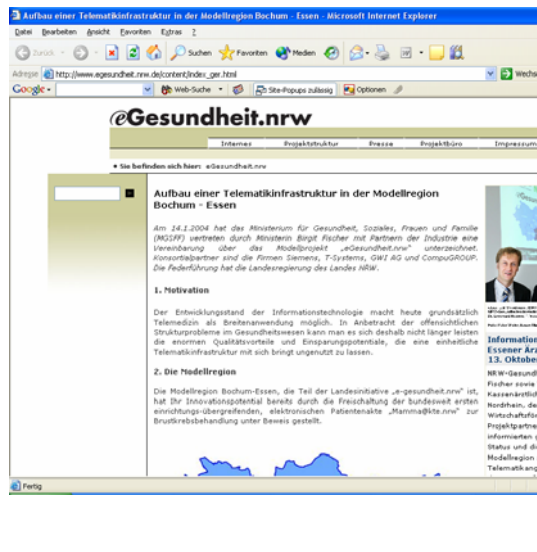 Aufbau einer Telematikinfrastruktur in der Modellregion Bochum - Essen - Microsoft Internet Explorer
Datei Bearbeiten Ansicht Favoriten Extras ?
Zurück Suchen Favoriten Medien
Adresse http://www.egesundheit.nrw.de/content/index_ger.html Wechs
Google Web-Suche Site-Popups zulässig Optionen
eGesundheit.nrw
Internes Projektstruktur Presse Projektbüro Impressum
• Sie befinden sich hier: eGesundheit.nrw
Aufbau einer Telematikinfrastruktur in der Modellregion
Bochum - Essen
Am 14.1.2004 hat das Ministerium für Gesundheit, Soziales, Frauen und Familie
(MGSFF) vertreten durch Ministerin Birgit Fischer mit Partnern der Industrie eine
Vereinbarung über das Modellprojekt „eGesundheit.nrw" unterzeichnet.
Konsortialpartner sind die Firmen Siemens, T-Systems, GWI AG und CompuGROUP.
Die Federführung hat die Landesregierung des Landes NRW.
1. Motivation
Der Entwicklungsstand der Informationstechnologie macht heute grundsätzlich
Telemedizin als Breitenanwendung möglich. In Anbetracht der offensichtlichen
Strukturprobleme im Gesundheitswesen kann man es sich deshalb nicht länger leisten
die enormen Qualitätsvorteile und Einsparungspotentiale, die eine einheitliche
Telematikinfrastruktur mit sich bringt ungenutzt zu lassen.
2. Die Modellregion
Die Modellregion Bochum-Essen, die Teil der Landesinitiative „e-gesundheit.nrw" ist,
hat Ihr Innovationspotential bereits durch die Freischaltung der bundesweit ersten
einrichtungs-übergreifenden, elektronischen Patientenakte „Mamma@kte.nrw" zur
Brustkrebsbehandlung unter Beweis gestellt.
Information
Essener Är
13. Oktobe
NRW-Gesund
Fischer sowie
Kassenärztlic
Nordrhein, de
Wirtschaftsför
Projektpartne
informierten
Status und di
Modellregion
Telematikang
Fertig